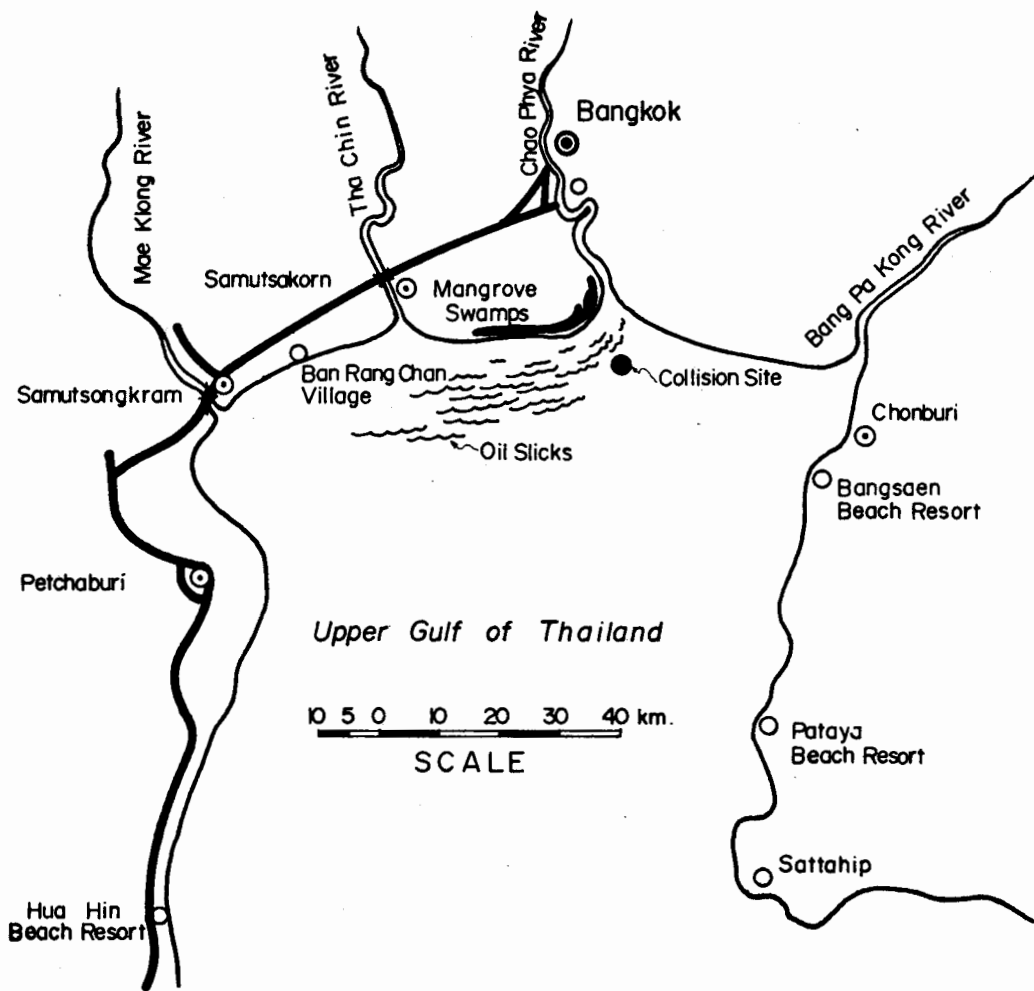 Mae Klong River
Tha Chin River
Chao Phya River
Bangkok
Bang Pa Kong River
Samutsakorn
Mangrove
Swamps
Samutsongkram
Ban Rang Chan
Village
Collision Site
Oil Slicks
Chonburi
Bangsaen
Beach Resort
Petchaburi
Upper Gulf of Thailand
10 5 0 10 20 30 40 km.
SCALE
Pataya
Beach Resort
Sattahip
Hua Hin
Beach Resort